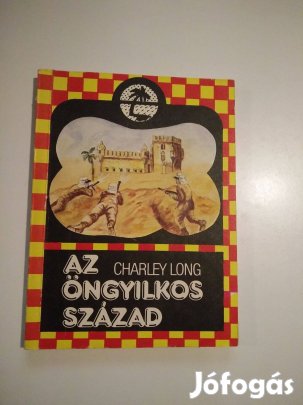 AZ CHARLEY LONG
ÖNGYILKOS
SZÁZAD
Jófogás